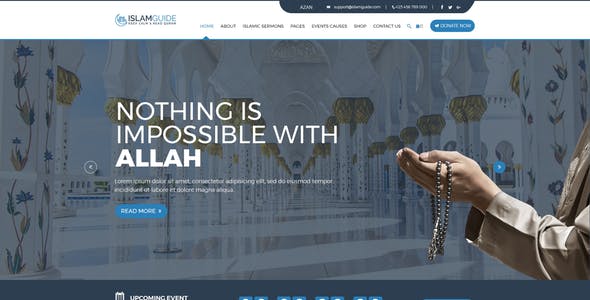 AZAN
support@islamguide.com
+123 456 789 000
ISLAMGUIDE
KEEP CALM N READ QURAN
HOME ABOUT ISLAMIC SERMONS PAGES EVENTS CAUSES SHOP CONTACT US
DONATE NOW
NOTHING IS
IMPOSSIBLE WITH
ALLAH
Lorem ipsum dolor sit amet, consectetur adipisicing elit, sed do eiusmod tempor
incididunt ut labore et dolore magna aliqua.
READ MORE »
UPCOMING EVENT